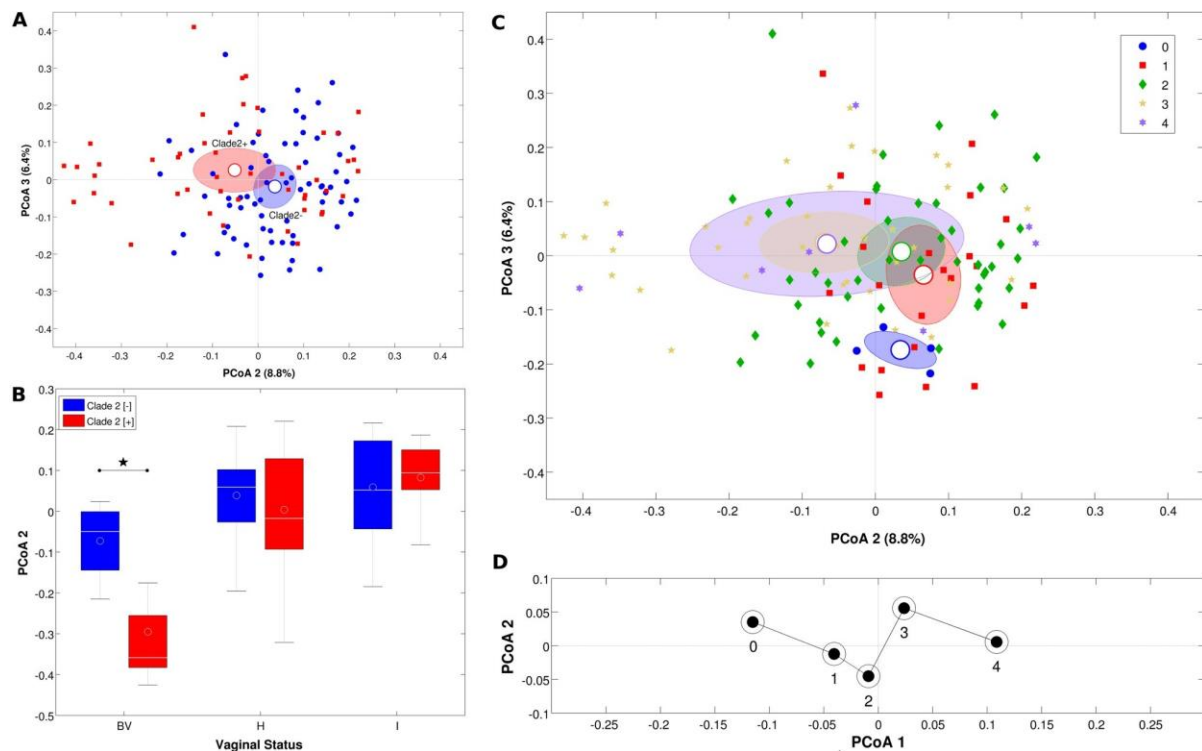 A
0.4
0.3
0.2
0.1
0
-0.1
-0.2
-0.3
-0.4
PCoA 3 (6.4%)
Clade2+
Clade2-
-0.4 -0.3 -0.2 -0.1 0 0.1 0.2 0.3 0.4
PCoA 2 (8.8%)
B
0.3
0.2
0.1
0
-0.1
-0.2
-0.3
-0.4
-0.5
PCoA 2
Clade 2 [-]
Clade 2 [+]
★
BV H I
Vaginal Status
C
0.4
0.3
0.2
0.1
0
-0.1
-0.2
-0.3
-0.4
PCoA 3 (6.4%)
0
1
2
3
4
-0.4 -0.3 -0.2 -0.1 0 0.1 0.2 0.3 0.4
PCoA 2 (8.8%)
D
0.1
0.05
0
-0.05
-0.1
PCoA 2
0
1
2
3
4
-0.25 -0.2 -0.15 -0.1 -0.05 0 0.05 0.1 0.15 0.2 0.25
PCoA 1